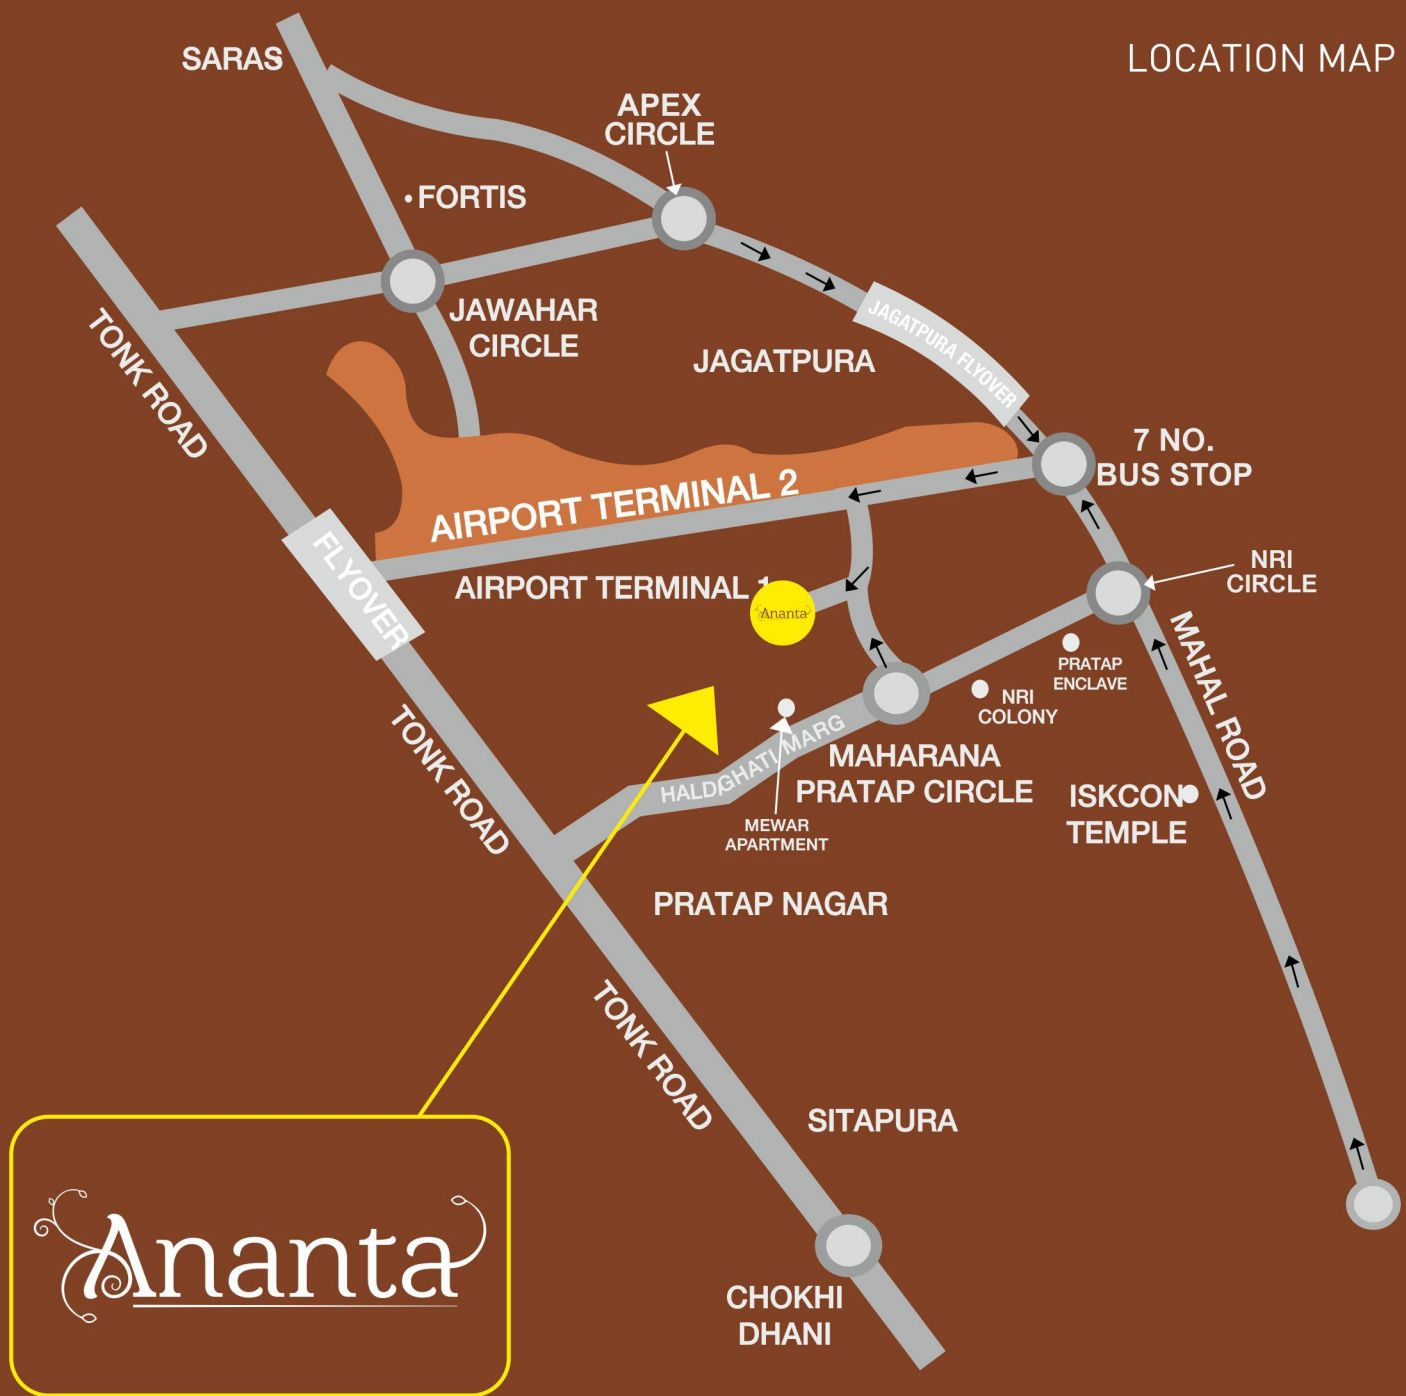 LOCATION MAP
SARAS
APEX
CIRCLE
FORTIS
JAWAHAR
CIRCLE
TONK ROAD
JAGATPURA FLYOVER
JAGATPURA
7 NO.
BUS STOP
AIRPORT TERMINAL 2
FLYOVER
AIRPORT TERMINAL 1
Ananta
NRI
CIRCLE
PRATAP
ENCLAVE
MAHAL ROAD
NRI
COLONY
TONK ROAD
HALDIGHATI MARG
MAHARANA
PRATAP CIRCLE
ISKCON
TEMPLE
MEWAR
APARTMENT
PRATAP NAGAR
TONK ROAD
SITAPURA
Ananta
CHOKHI
DHANI